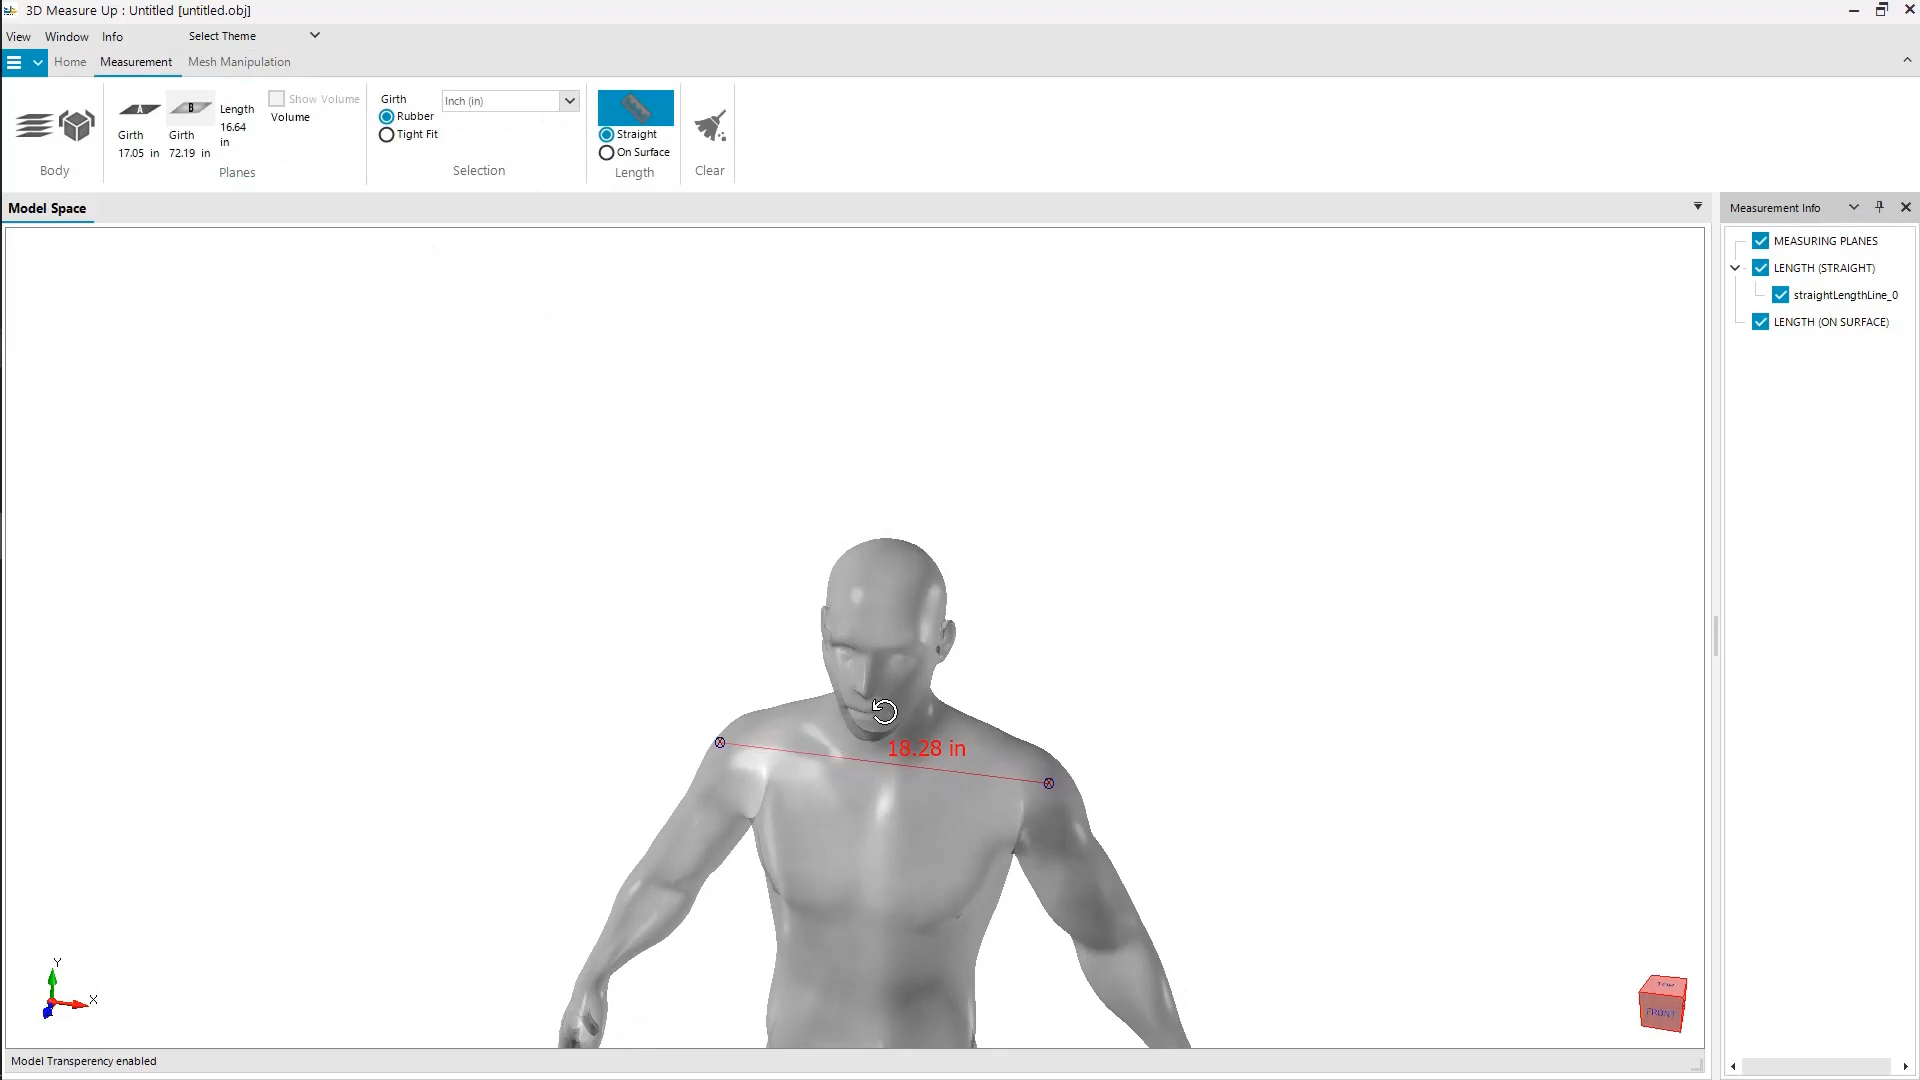 3D Measure Up : Untitled [untitled.obj]
View Window Info Select Theme
Home Measurement Mesh Manipulation
A
Girth
17.05 in
B
Girth
72.19 in
Length
16.64
in
Show Volume
Volume
Girth
Rubber
Tight Fit
Inch (in)
Straight
On Surface
Body
Planes
Selection
Length
Clear
Model Space
Measurement Info
MEASURING PLANES
LENGTH (STRAIGHT)
straightLengthLine_0
LENGTH (ON SURFACE)
18.28 in
Y
X
TOP
FRONT
Model Transperency enabled